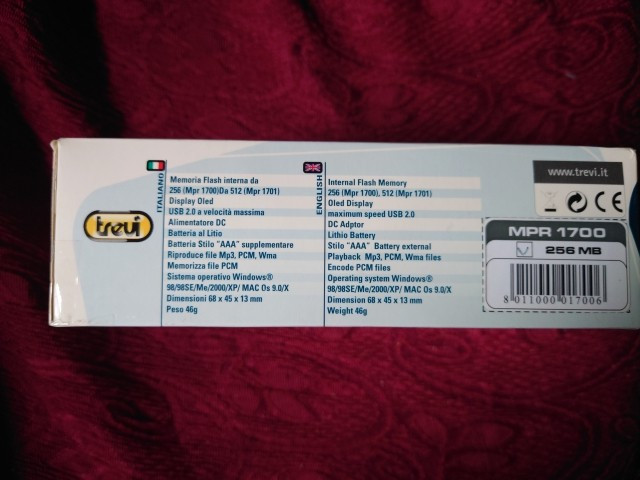 trevi
ITALIANO
Memoria Flash interna da
256 (Mpr 1700)Da 512 (Mpr 1701)
Display Oled
USB 2.0 a velocità massima
Alimentatore DC
Batteria al Litio
Batteria Stilo "AAA" supplementare
Riproduce file Mp3, PCM, Wma
Memorizza file PCM
Sistema operativo Windows®
98/98SE/Me/2000/XP/ MAC Os 9.0/X
Dimensioni 68 x 45 x 13 mm
Peso 46g
ENGLISH
Internal Flash Memory
256 (Mpr 1700), 512 (Mpr 1701)
Oled Display
maximum speed USB 2.0
DC Adptor
Lithio Battery
Stilo "AAA" Battery external
Playback Mp3, PCM, Wma files
Encode PCM files
Operating system Windows®
98/98SE/Me/2000/XP/ MAC Os 9.0/X
Dimension 68 x 45 x 13 mm
Weight 46g
www.trevi.it
CE
MPR 1700
256 MB
8 011000 017006